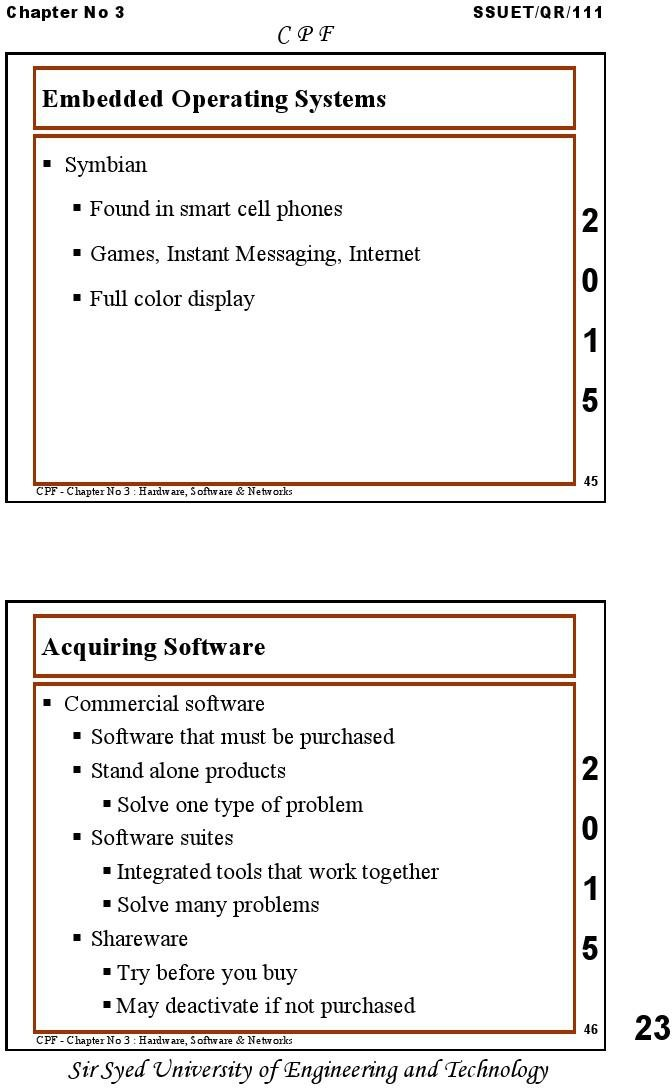 Chapter No 3 SSUET/QR/111
CPF
Embedded Operating Systems
▪ Symbian
▪ Found in smart cell phones
▪ Games, Instant Messaging, Internet
▪ Full color display
2
0
1
5
45
CPF - Chapter No 3 : Hardware, Software & Networks
Acquiring Software
▪ Commercial software
▪ Software that must be purchased
▪ Stand alone products
▪ Solve one type of problem
▪ Software suites
▪ Integrated tools that work together
▪ Solve many problems
▪ Shareware
▪ Try before you buy
▪ May deactivate if not purchased
2
0
1
5
46
CPF - Chapter No 3 : Hardware, Software & Networks
23
Sir Syed University of Engineering and Technology